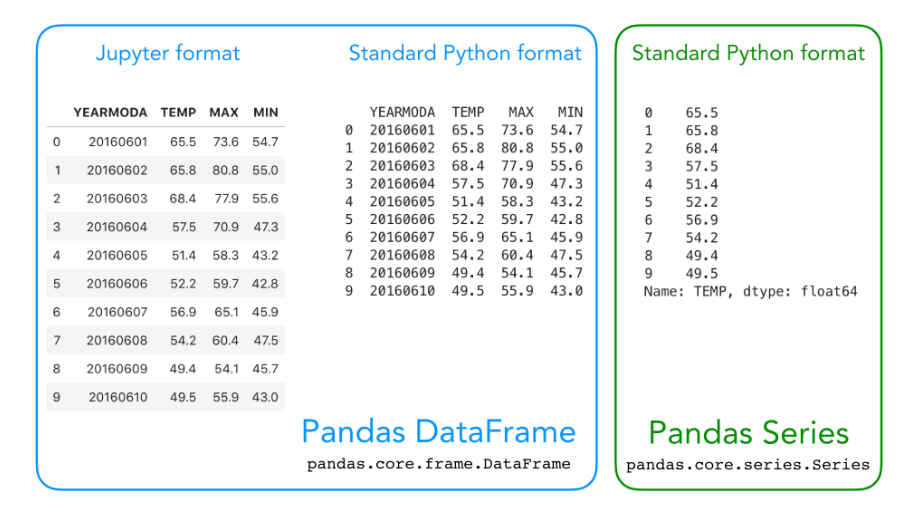 Jupyter format
YEARMODA TEMP MAX MIN
0 20160601 65.5 73.6 54.7
1 20160602 65.8 80.8 55.0
2 20160603 68.4 77.9 55.6
3 20160604 57.5 70.9 47.3
4 20160605 51.4 58.3 43.2
5 20160606 52.2 59.7 42.8
6 20160607 56.9 65.1 45.9
7 20160608 54.2 60.4 47.5
8 20160609 49.4 54.1 45.7
9 20160610 49.5 55.9 43.0
Standard Python format
YEARMODA TEMP MAX MIN
0 20160601 65.5 73.6 54.7
1 20160602 65.8 80.8 55.0
2 20160603 68.4 77.9 55.6
3 20160604 57.5 70.9 47.3
4 20160605 51.4 58.3 43.2
5 20160606 52.2 59.7 42.8
6 20160607 56.9 65.1 45.9
7 20160608 54.2 60.4 47.5
8 20160609 49.4 54.1 45.7
9 20160610 49.5 55.9 43.0
Pandas DataFrame
pandas.core.frame.DataFrame
Standard Python format
0 65.5
1 65.8
2 68.4
3 57.5
4 51.4
5 52.2
6 56.9
7 54.2
8 49.4
9 49.5
Name: TEMP, dtype: float64
Pandas Series
pandas.core.series.Series